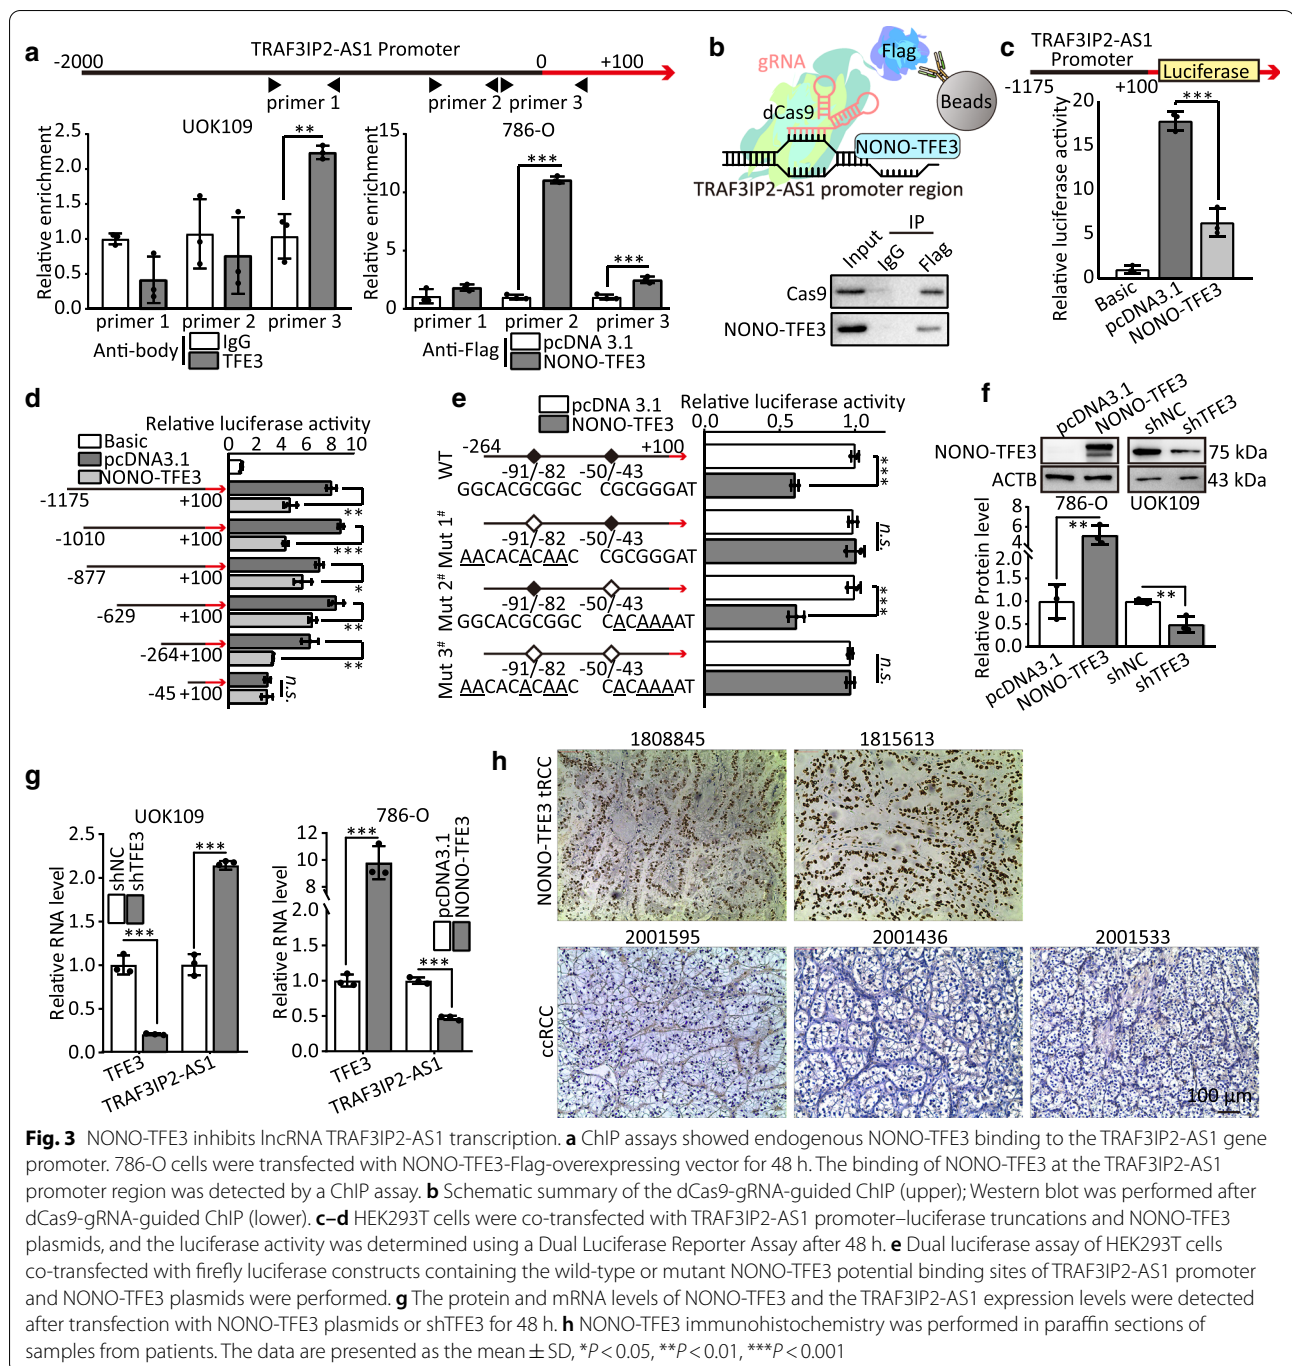 a
TRAF3IP2-AS1 Promoter
-2000
0
+100
primer 1
primer 2
primer 3
UOK109
Relative enrichment
2.5
2.0
1.5
1.0
0.5
0.0
**
primer 1
primer 2
primer 3
Anti-body
IgG
TFE3
786-O
Relative enrichment
15
10
5
0
***
***
primer 1
primer 2
primer 3
Anti-Flag
pcDNA 3.1
NONO-TFE3
b
gRNA
Flag
dCas9
Beads
NONO-TFE3
TRAF3IP2-AS1 promoter region
IP
Input
IgG
Flag
Cas9
NONO-TFE3
c
TRAF3IP2-AS1
Promoter
Luciferase
-1175
+100
Relative luciferase activity
20
15
10
5
0
***
Basic
pcDNA3.1
NONO-TFE3
d
Relative luciferase activity
0 2 4 6 8 10
Basic
pcDNA3.1
NONO-TFE3
-1175 +100
**
-1010 +100
***
-877 +100
*
-629 +100
**
-264+100
**
-45 +100
n.s.
e
pcDNA 3.1
NONO-TFE3
Relative luciferase activity
0.0 0.5 1.0
-264 +100
WT
-91/-82 -50/-43
GGCACGCGGC CGCGGGAT
***
Mut 1#
-91/-82 -50/-43
AACACACAAC CGCGGGAT
n.s.
Mut 2#
-91/-82 -50/-43
GGCACGCGGC CACAAAAT
***
Mut 3#
-91/-82 -50/-43
AACACACAAC CACAAAAT
n.s.
f
pcDNA3.1
NONO-TFE3
shNC
shTFE3
NONO-TFE3
75 kDa
ACTB
43 kDa
786-O
UOK109
Relative Protein level
8
6
4
2.0
1.5
1.0
0.5
0.0
**
**
pcDNA3.1
NONO-TFE3
shNC
shTFE3
g
UOK109
Relative RNA level
2.5
2.0
1.5
1.0
0.5
0.0
shNC
shTFE3
***
***
TFE3
TRAF3IP2-AS1
786-O
Relative RNA level
12
10
8
2.0
1.5
1.0
0.5
0.0
***
pcDNA3.1
NONO-TFE3
***
TFE3
TRAF3IP2-AS1
h
1808845
1815613
NONO-TFE3 tRCC
2001595
2001436
2001533
ccRCC
100 μm
Fig. 3 NONO-TFE3 inhibits lncRNA TRAF3IP2-AS1 transcription. a ChIP assays showed endogenous NONO-TFE3 binding to the TRAF3IP2-AS1 gene
promoter. 786-O cells were transfected with NONO-TFE3-Flag-overexpressing vector for 48 h. The binding of NONO-TFE3 at the TRAF3IP2-AS1
promoter region was detected by a ChIP assay. b Schematic summary of the dCas9-gRNA-guided ChIP (upper); Western blot was performed after
dCas9-gRNA-guided ChIP (lower). c–d HEK293T cells were co-transfected with TRAF3IP2-AS1 promoter–luciferase truncations and NONO-TFE3
plasmids, and the luciferase activity was determined using a Dual Luciferase Reporter Assay after 48 h. e Dual luciferase assay of HEK293T cells
co-transfected with firefly luciferase constructs containing the wild-type or mutant NONO-TFE3 potential binding sites of TRAF3IP2-AS1 promoter
and NONO-TFE3 plasmids were performed. g The protein and mRNA levels of NONO-TFE3 and the TRAF3IP2-AS1 expression levels were detected
after transfection with NONO-TFE3 plasmids or shTFE3 for 48 h. h NONO-TFE3 immunohistochemistry was performed in paraffin sections of
samples from patients. The data are presented as the mean ± SD, *P < 0.05, **P < 0.01, ***P < 0.001